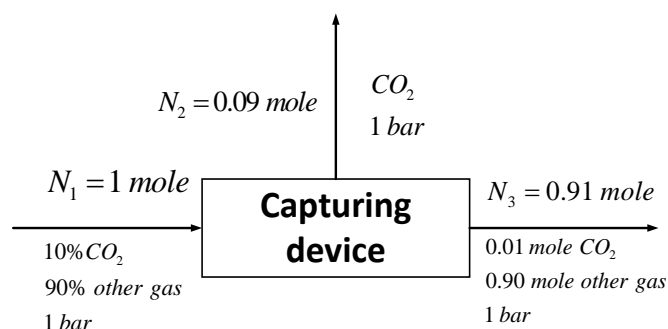 N₂ = 0.09 mole
CO₂
1 bar
N₁ = 1 mole
Capturing
device
N₃ = 0.91 mole
10% CO₂
90% other gas
1 bar
0.01 mole CO₂
0.90 mole other gas
1 bar